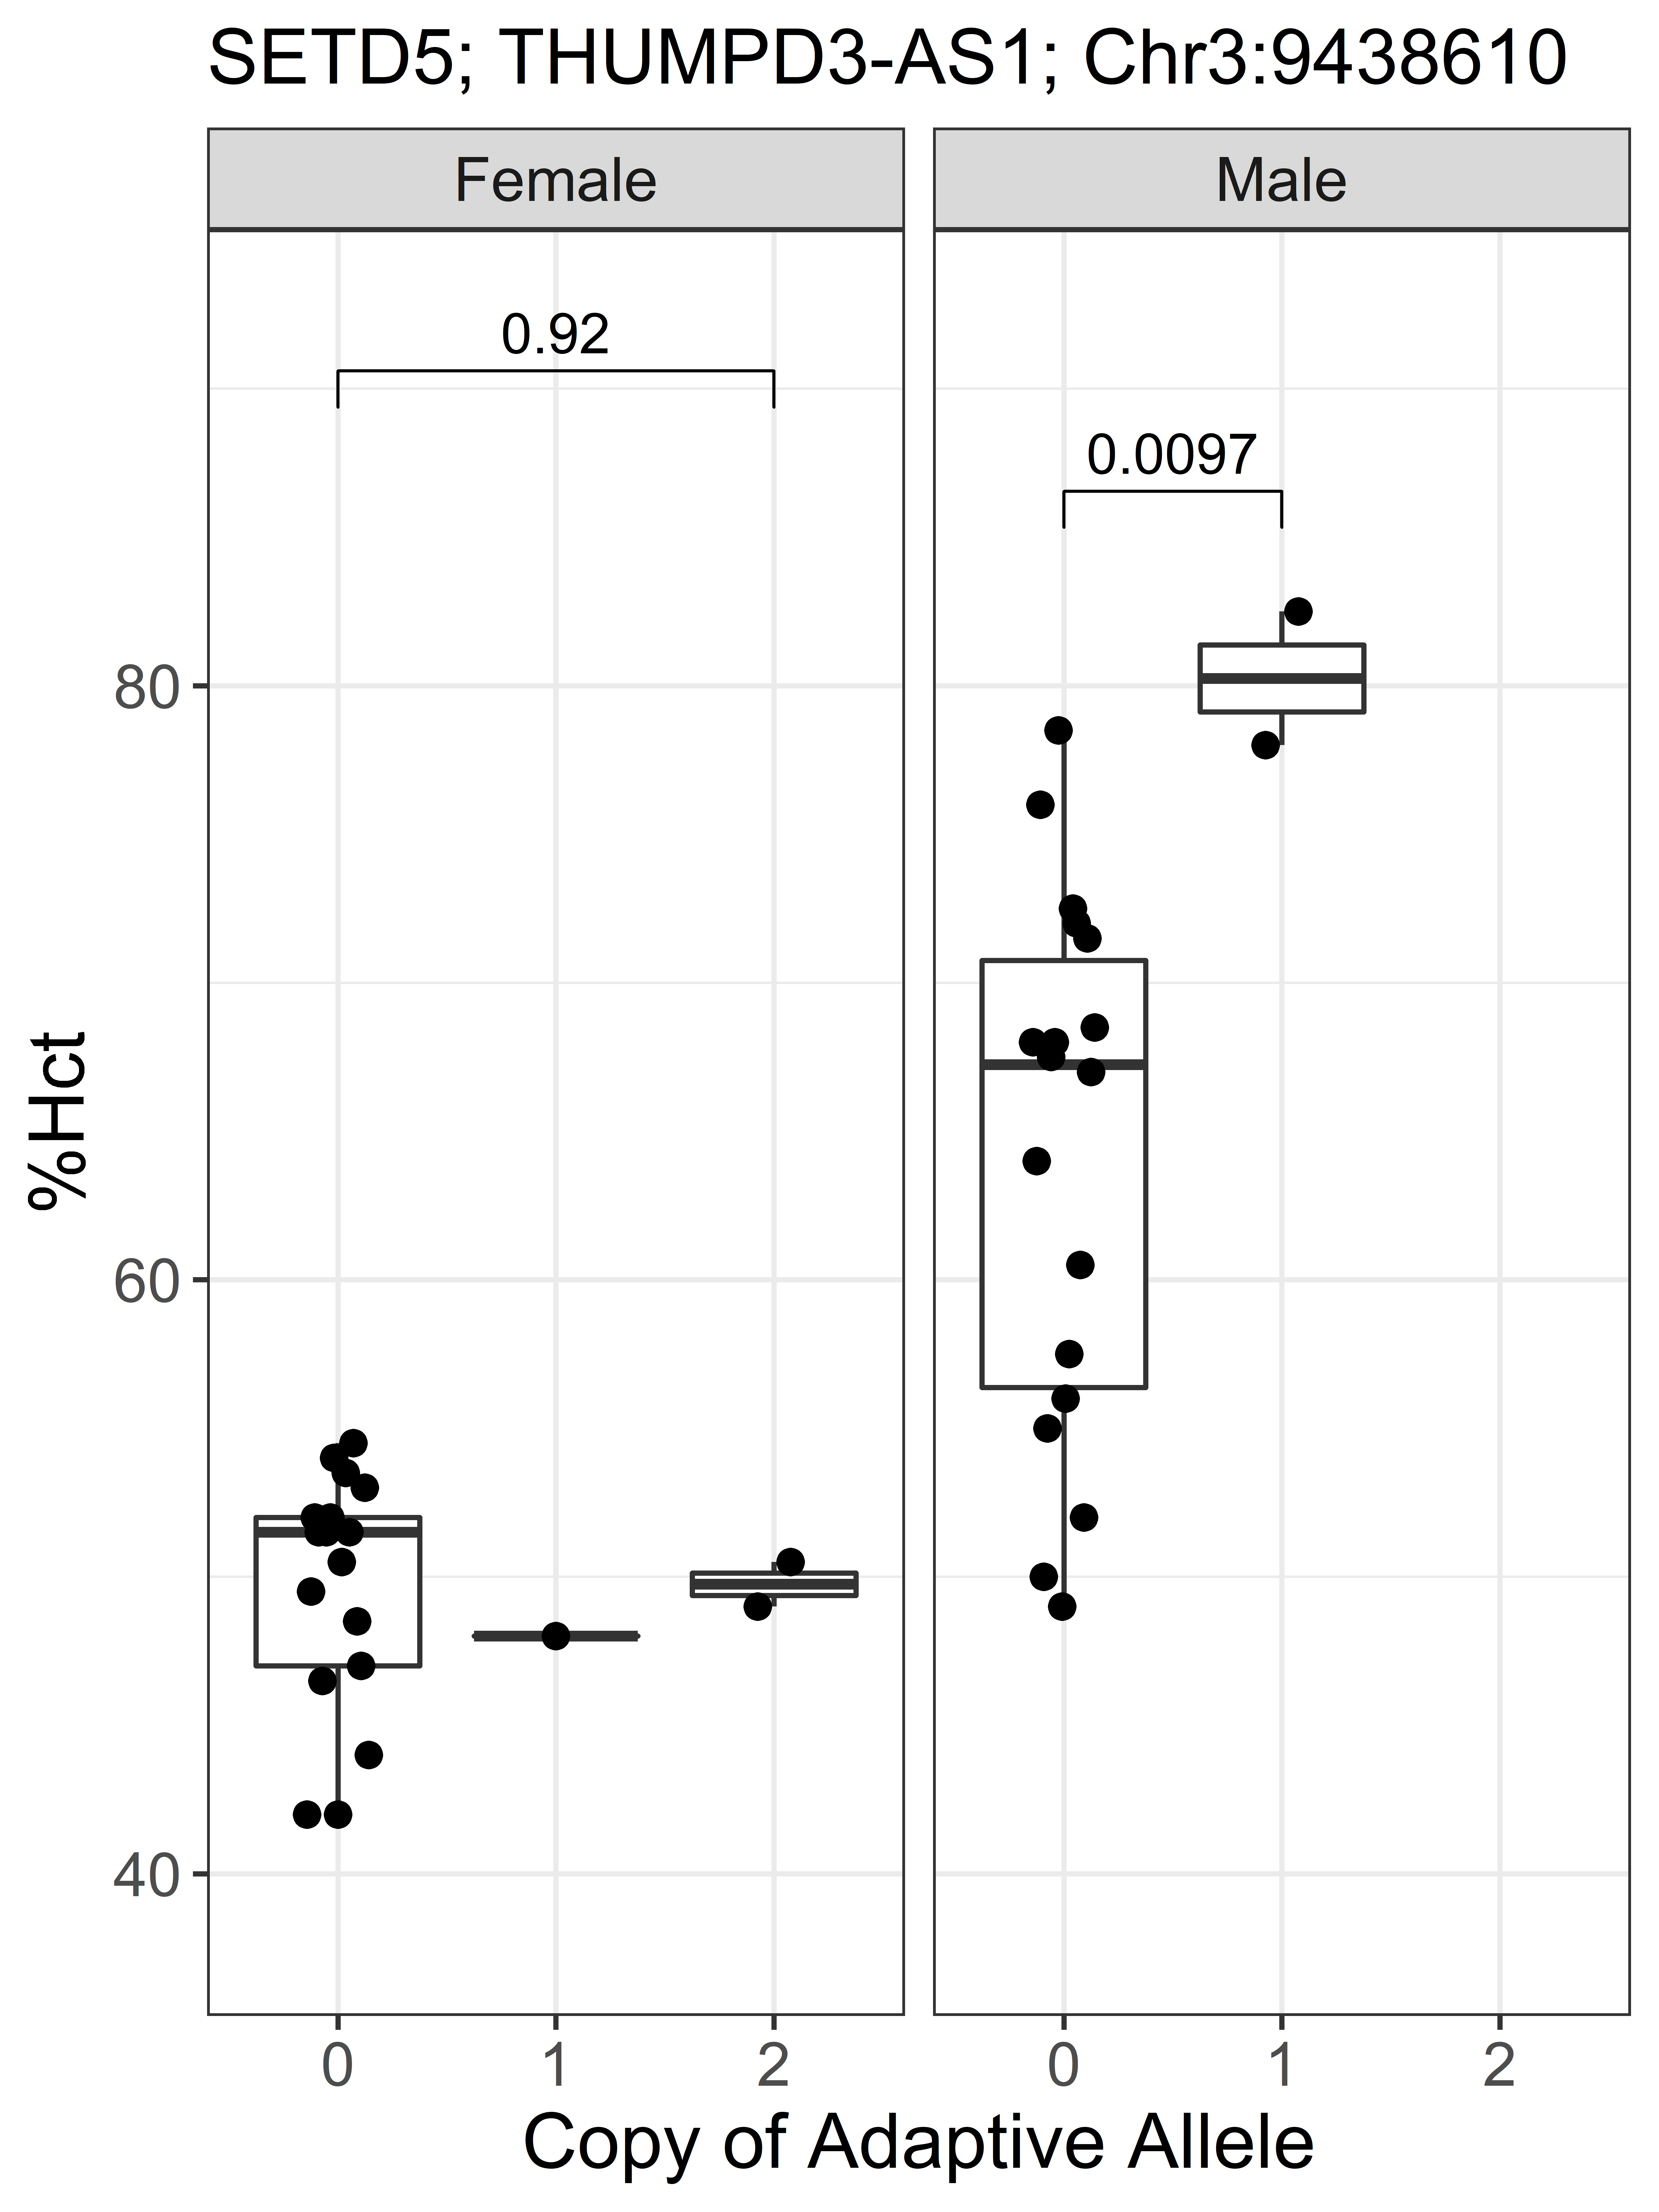 SETD5; THUMPD3-AS1; Chr3:9438610
Female
Male
0.92
0.0097
%Hct
80
60
40
0 1 2
0 1 2
Copy of Adaptive Allele